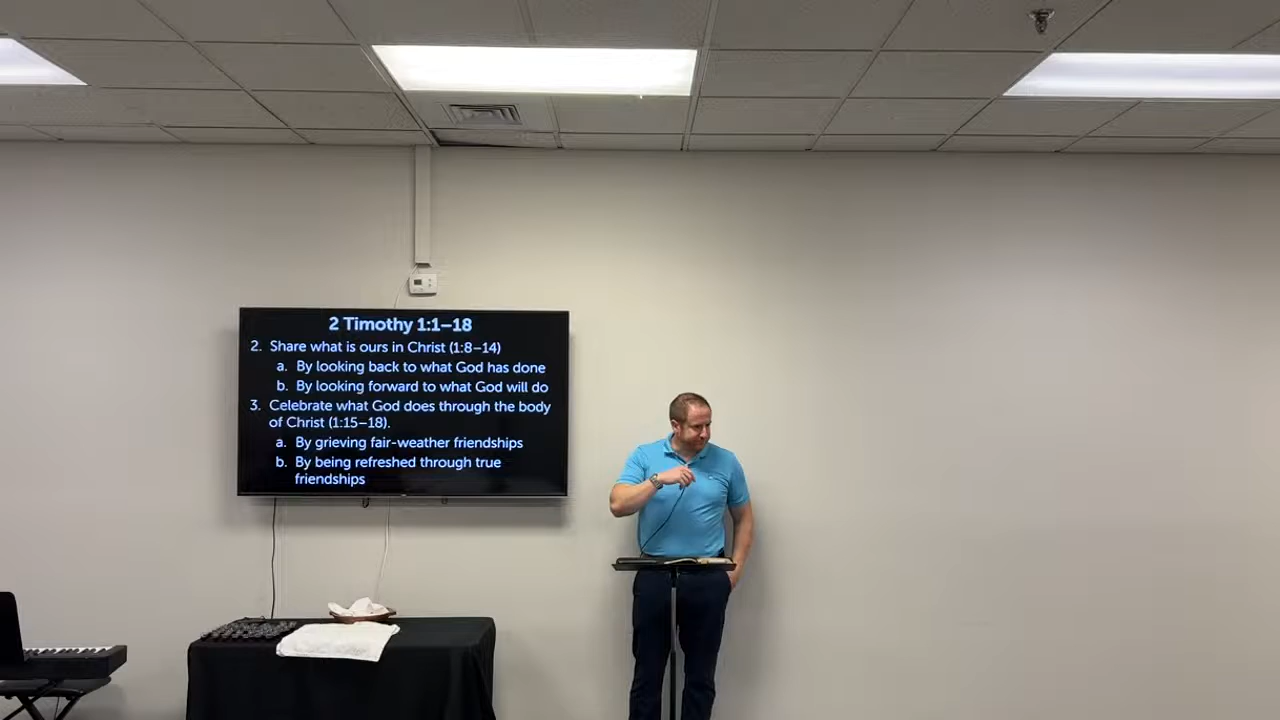 2 Timothy 1:1–18
2. Share what is ours in Christ (1:8–14)
a. By looking back to what God has done
b. By looking forward to what God will do
3. Celebrate what God does through the body
of Christ (1:15–18).
a. By grieving fair-weather friendships
b. By being refreshed through true
friendships